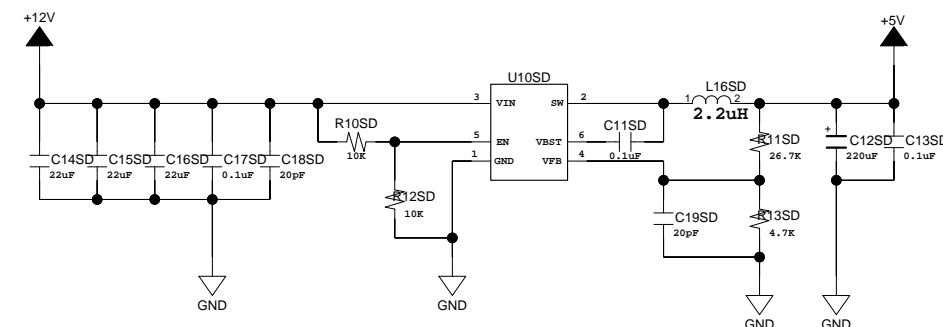 +12V
+5V
U10SD
L16SD
3
VIN
SW
2
1
2
2.2uH
R10SD
10K
5
EN
VBST
6
C11SD
0.1uF
1
GND
VFB
4
R11SD
26.7K
+
C12SD
220uF
C13SD
0.1uF
C14SD
22uF
C15SD
22uF
C16SD
22uF
C17SD
0.1uF
C18SD
20pF
R12SD
10K
C19SD
20pF
R13SD
4.7K
GND
GND
GND
GND